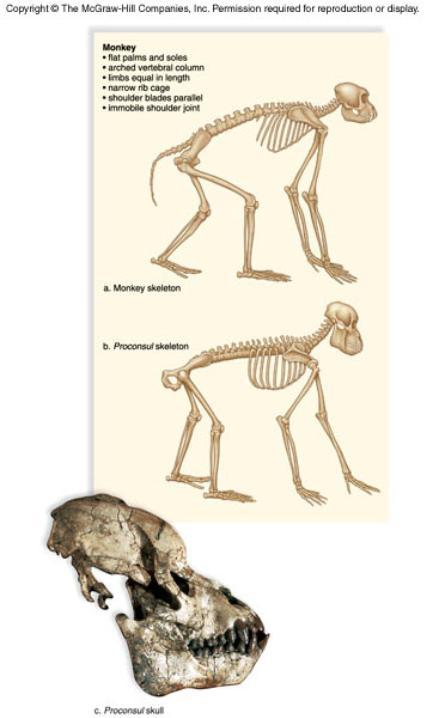 Copyright © The McGraw-Hill Companies, Inc. Permission required for reproduction or display.
Monkey
• flat palms and soles
• arched vertebral column
• limbs equal in length
• narrow rib cage
• shoulder blades parallel
• immobile shoulder joint
a. Monkey skeleton
b. Proconsul skeleton
c. Proconsul skull